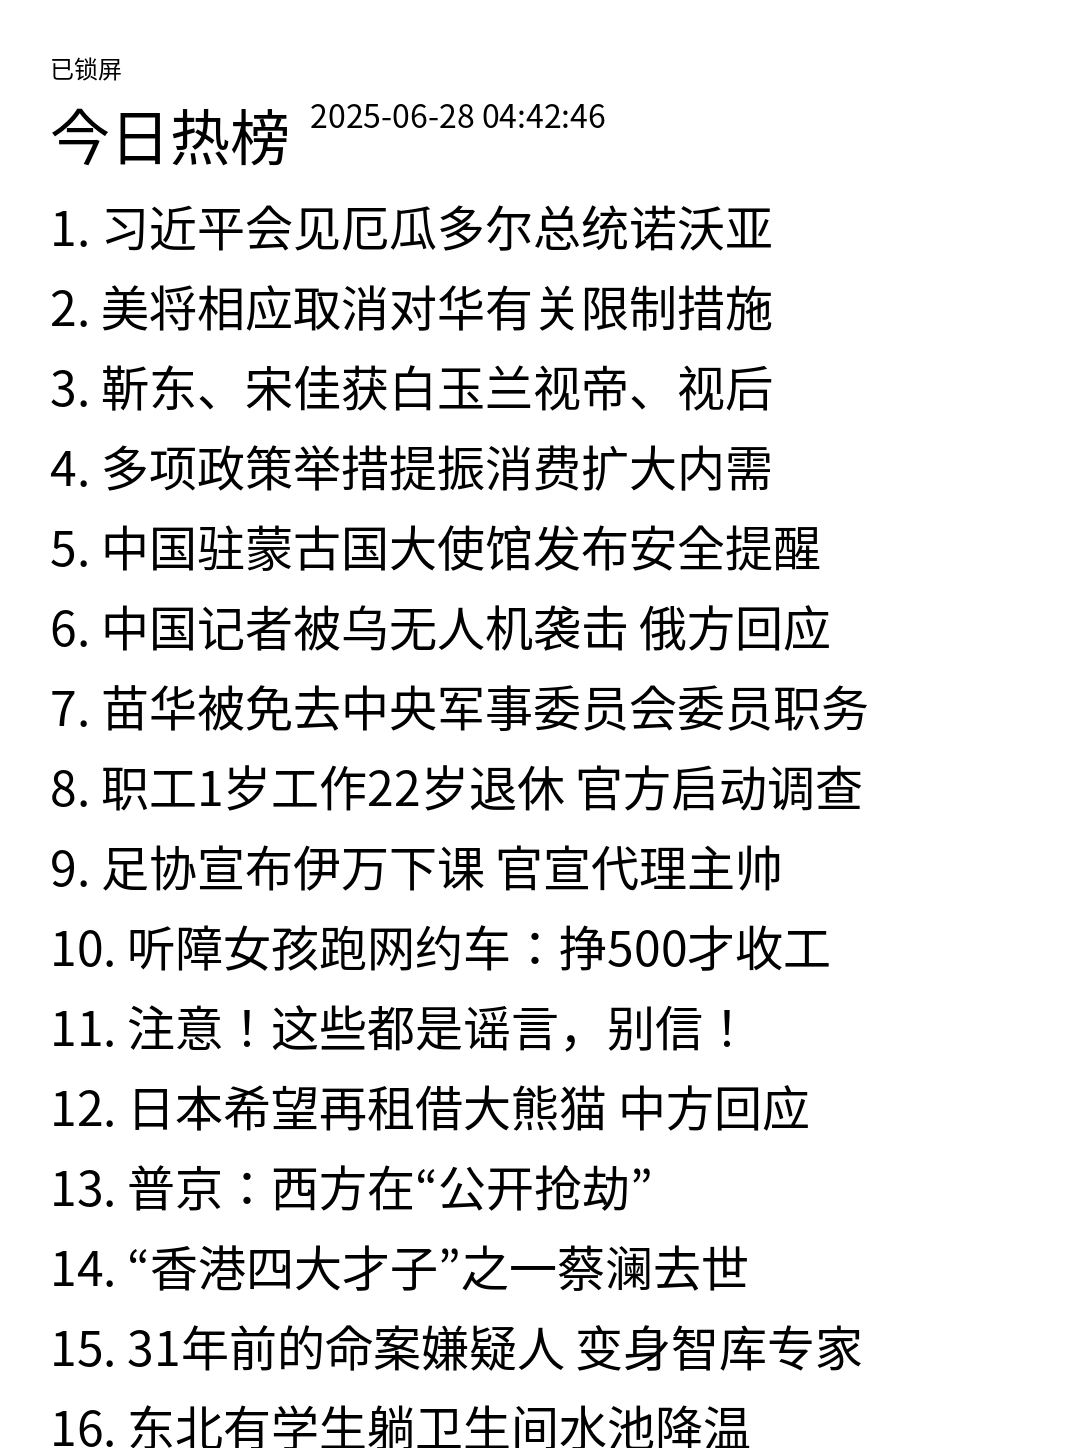 已锁屏
今日热榜 2025-06-28 04:42:46
1. 习近平会见厄瓜多尔总统诺沃亚
2. 美将相应取消对华有关限制措施
3. 靳东、宋佳获白玉兰视帝、视后
4. 多项政策举措提振消费扩大内需
5. 中国驻蒙古国大使馆发布安全提醒
6. 中国记者被乌无人机袭击 俄方回应
7. 苗华被免去中央军事委员会委员职务
8. 职工1岁工作22岁退休 官方启动调查
9. 足协宣布伊万下课 官宣代理主帅
10. 听障女孩跑网约车：挣500才收工
11. 注意！这些都是谣言，别信！
12. 日本希望再租借大熊猫 中方回应
13. 普京：西方在“公开抢劫”
14. “香港四大才子”之一蔡澜去世
15. 31年前的命案嫌疑人 变身智库专家
16. 东北有学生躺卫生间水池降温